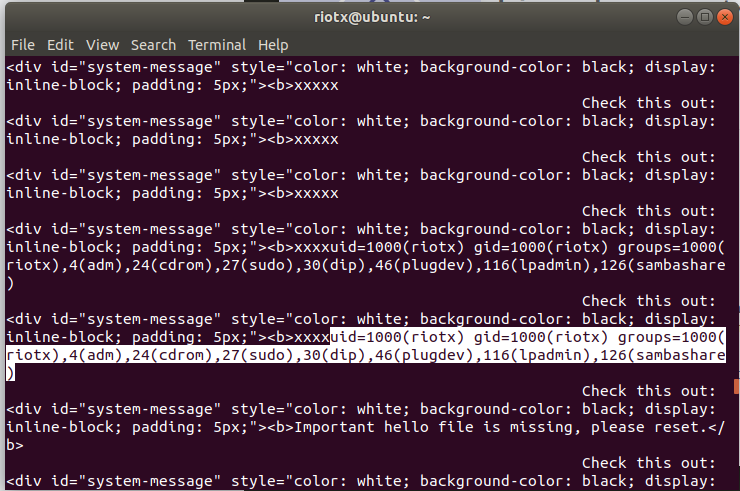 riotx@ubuntu: ~
File Edit View Search Terminal Help
<div id="system-message" style="color: white; background-color: black; display:
inline-block; padding: 5px;"><b>xxxxx
Check this out:
<div id="system-message" style="color: white; background-color: black; display:
inline-block; padding: 5px;"><b>xxxxx
Check this out:
<div id="system-message" style="color: white; background-color: black; display:
inline-block; padding: 5px;"><b>xxxxx
Check this out:
<div id="system-message" style="color: white; background-color: black; display:
inline-block; padding: 5px;"><b>xxxxuid=1000(riotx) gid=1000(riotx) groups=1000(
riotx),4(adm),24(cdrom),27(sudo),30(dip),46(plugdev),116(lpadmin),126(sambashare
)
Check this out:
<div id="system-message" style="color: white; background-color: black; display:
inline-block; padding: 5px;"><b>xxxxuid=1000(riotx) gid=1000(riotx) groups=1000(
riotx),4(adm),24(cdrom),27(sudo),30(dip),46(plugdev),116(lpadmin),126(sambashare
)
Check this out:
<div id="system-message" style="color: white; background-color: black; display:
inline-block; padding: 5px;"><b>Important hello file is missing, please reset.</
b>
Check this out:
<div id="system-message" style="color: white; background-color: black; display: